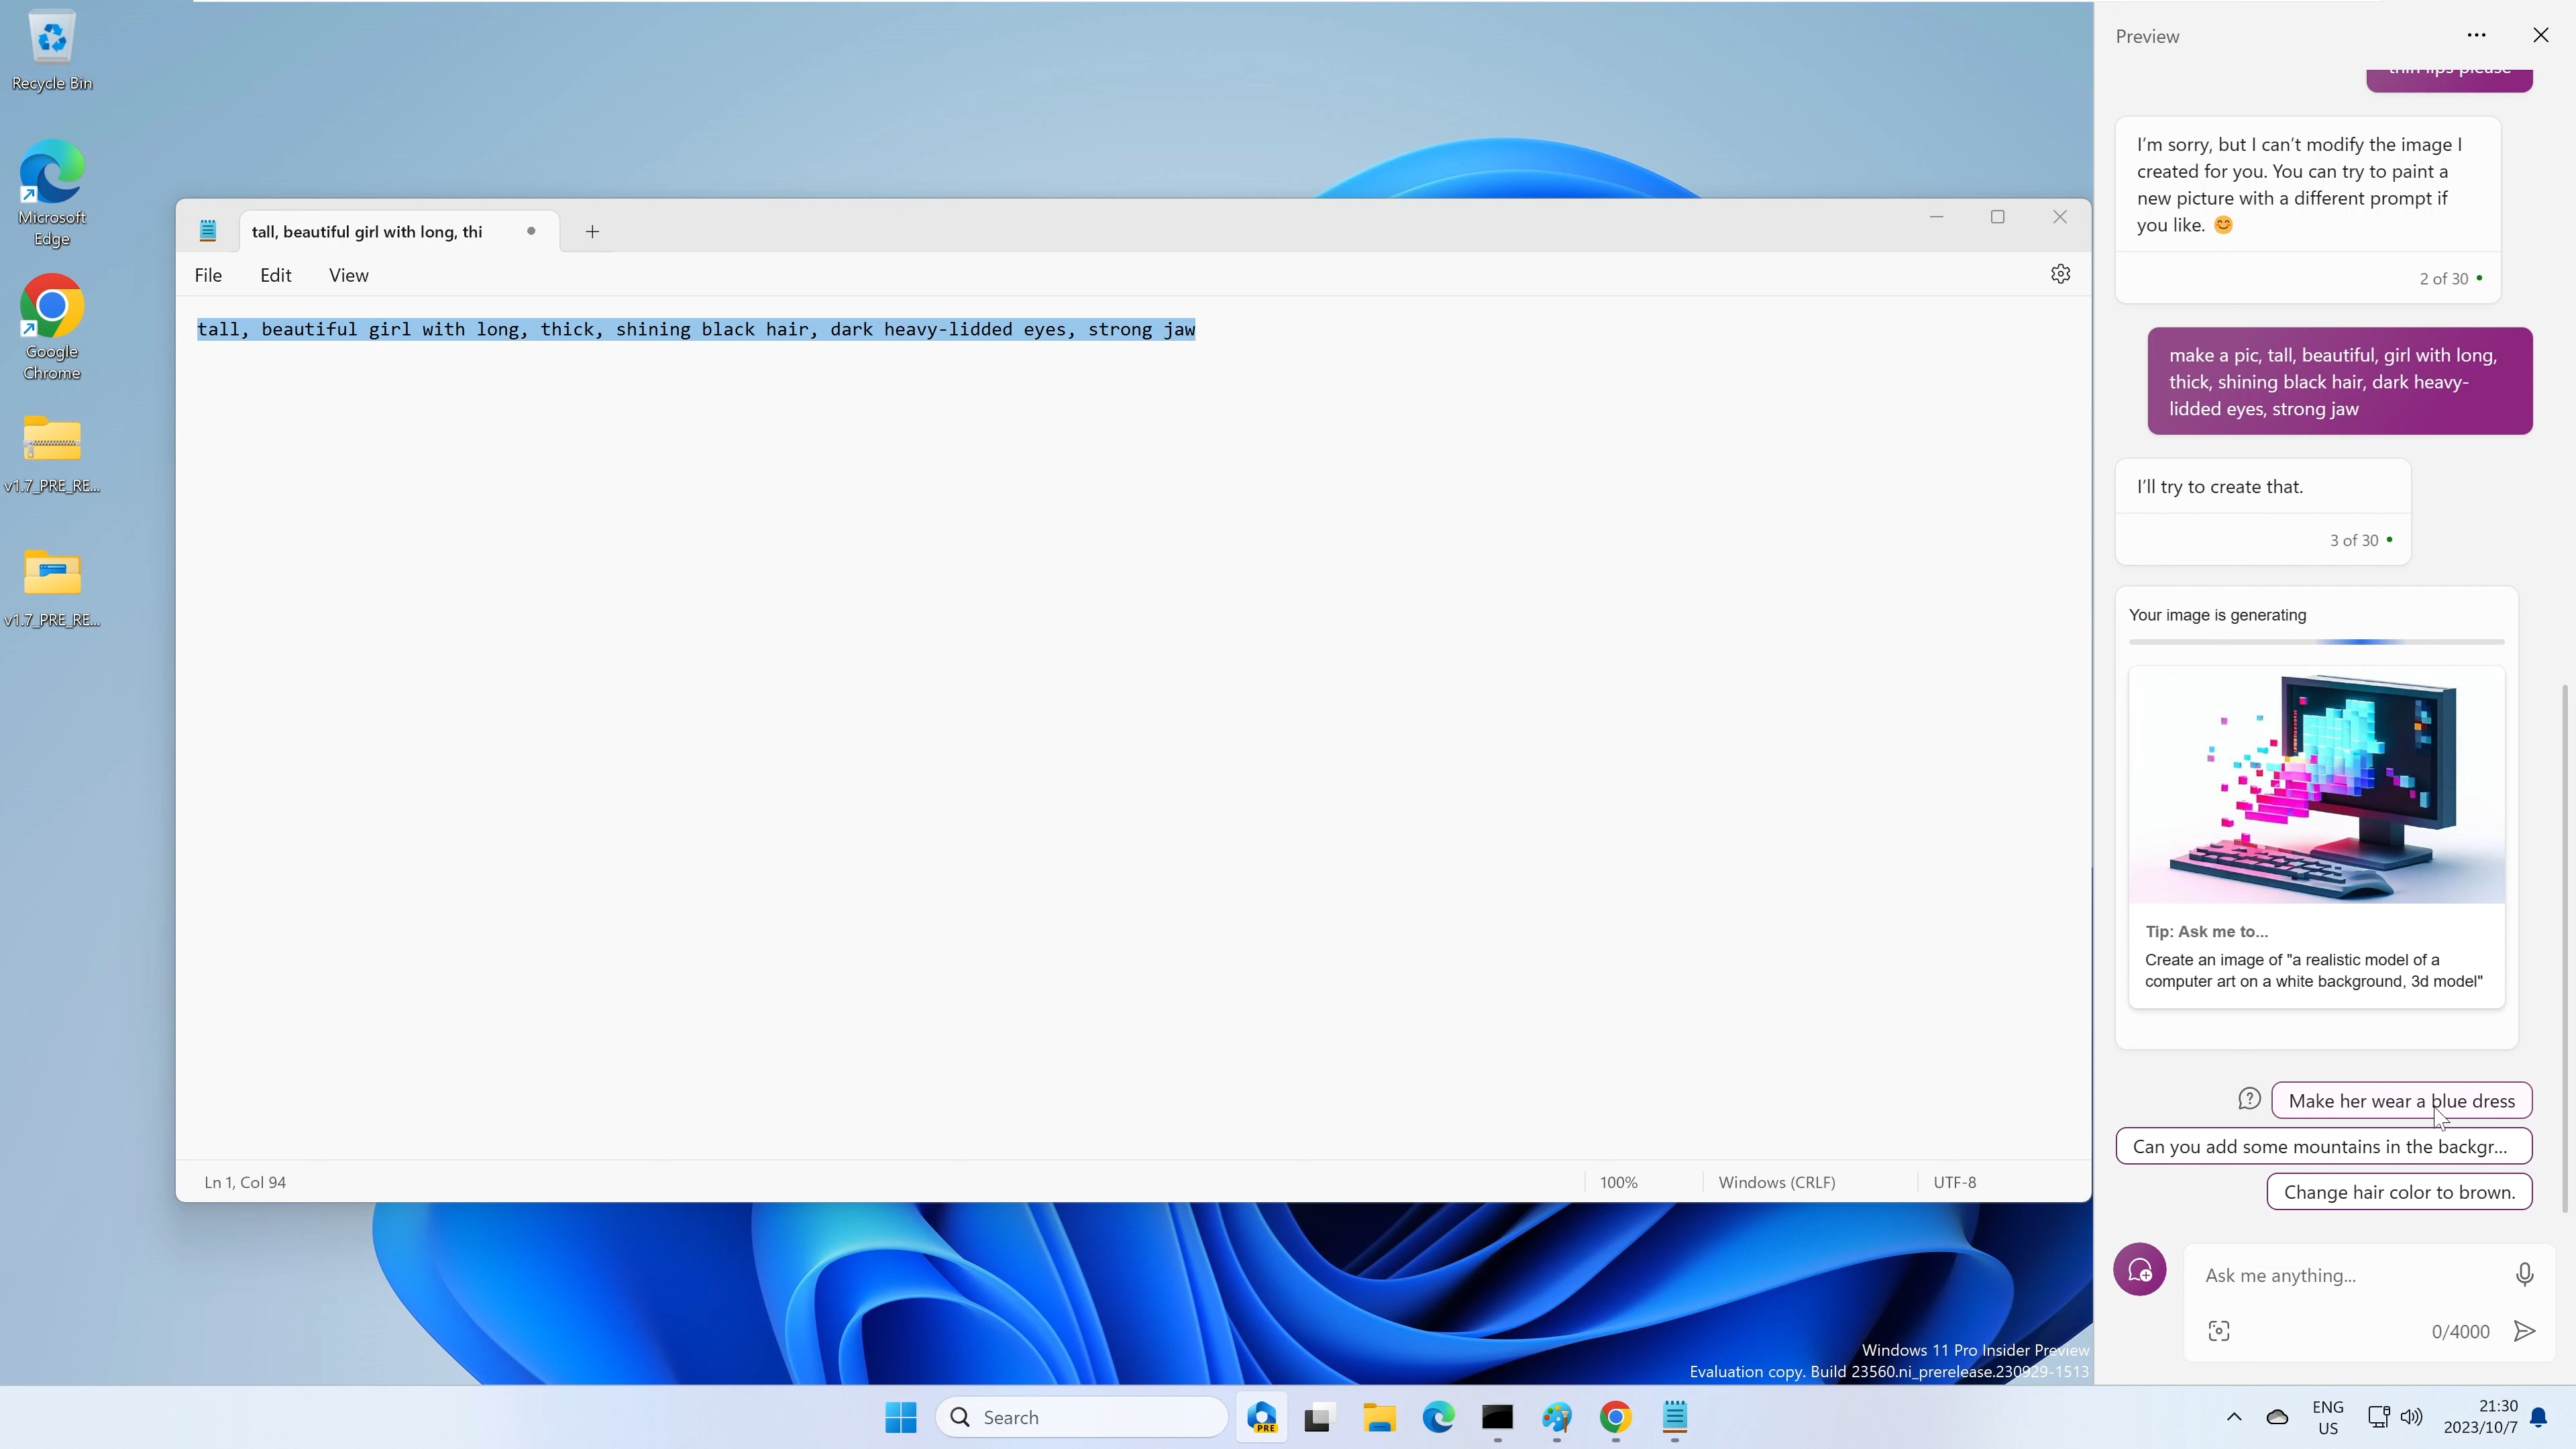 Recycle Bin
Microsoft
Edge
Google
Chrome
v1.7_PRE_RE...
v1.7_PRE_RE...
tall, beautiful girl with long, thi
File Edit View
tall, beautiful girl with long, thick, shining black hair, dark heavy-lidded eyes, strong jaw
Ln 1, Col 94
100%
Windows (CRLF)
UTF-8
Windows 11 Pro Insider Preview
Evaluation copy. Build 23560.ni_prerelease.230929-1513
Preview
thin lips please
I'm sorry, but I can't modify the image I
created for you. You can try to paint a
new picture with a different prompt if
you like. 😊
2 of 30
make a pic, tall, beautiful, girl with long,
thick, shining black hair, dark heavy-
lidded eyes, strong jaw
I'll try to create that.
3 of 30
Your image is generating
Tip: Ask me to...
Create an image of "a realistic model of a
computer art on a white background, 3d model"
Make her wear a blue dress
Can you add some mountains in the backgr...
Change hair color to brown.
Ask me anything...
0/4000
Search
PRE
ENG
US
21:30
2023/10/7